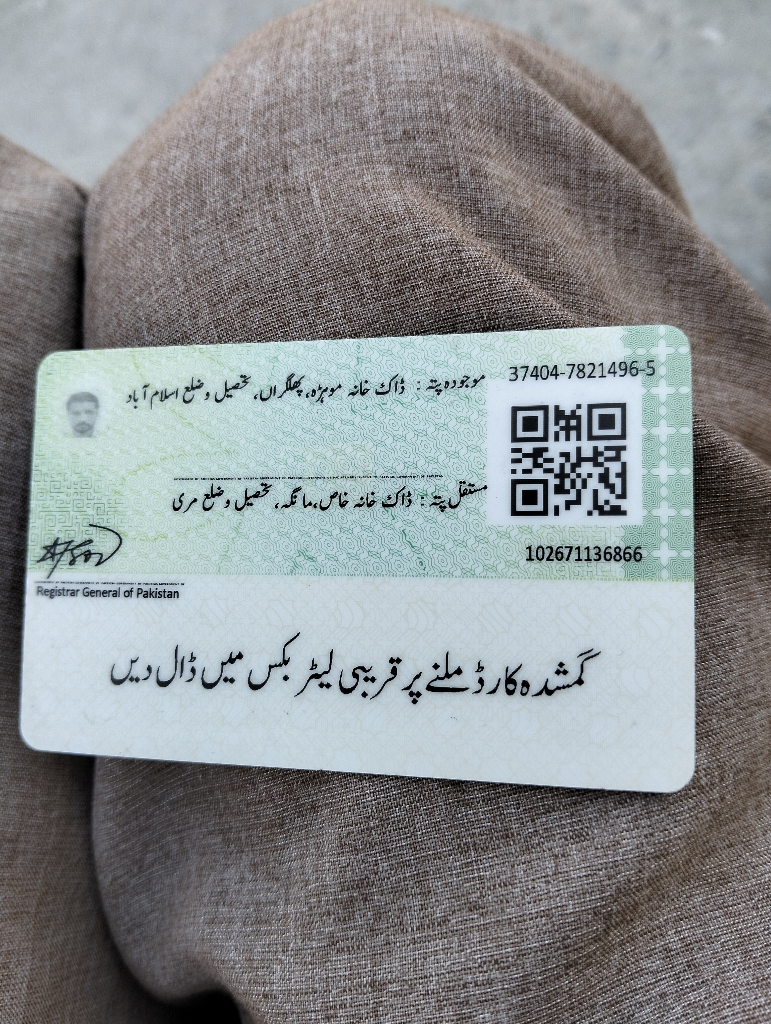 موجودہ پتہ : ڈاک خانہ موہڑہ، پھلگراں، تحصیل وضلع اسلام آباد
37404-7821496-5
مستقل پتہ : ڈاک خانہ خاص، مانگہ، تحصیل وضلع مری
102671136866
Registrar General of Pakistan
گمشدہ کارڈ ملنے پر قریبی لیٹر بکس میں ڈال دیں